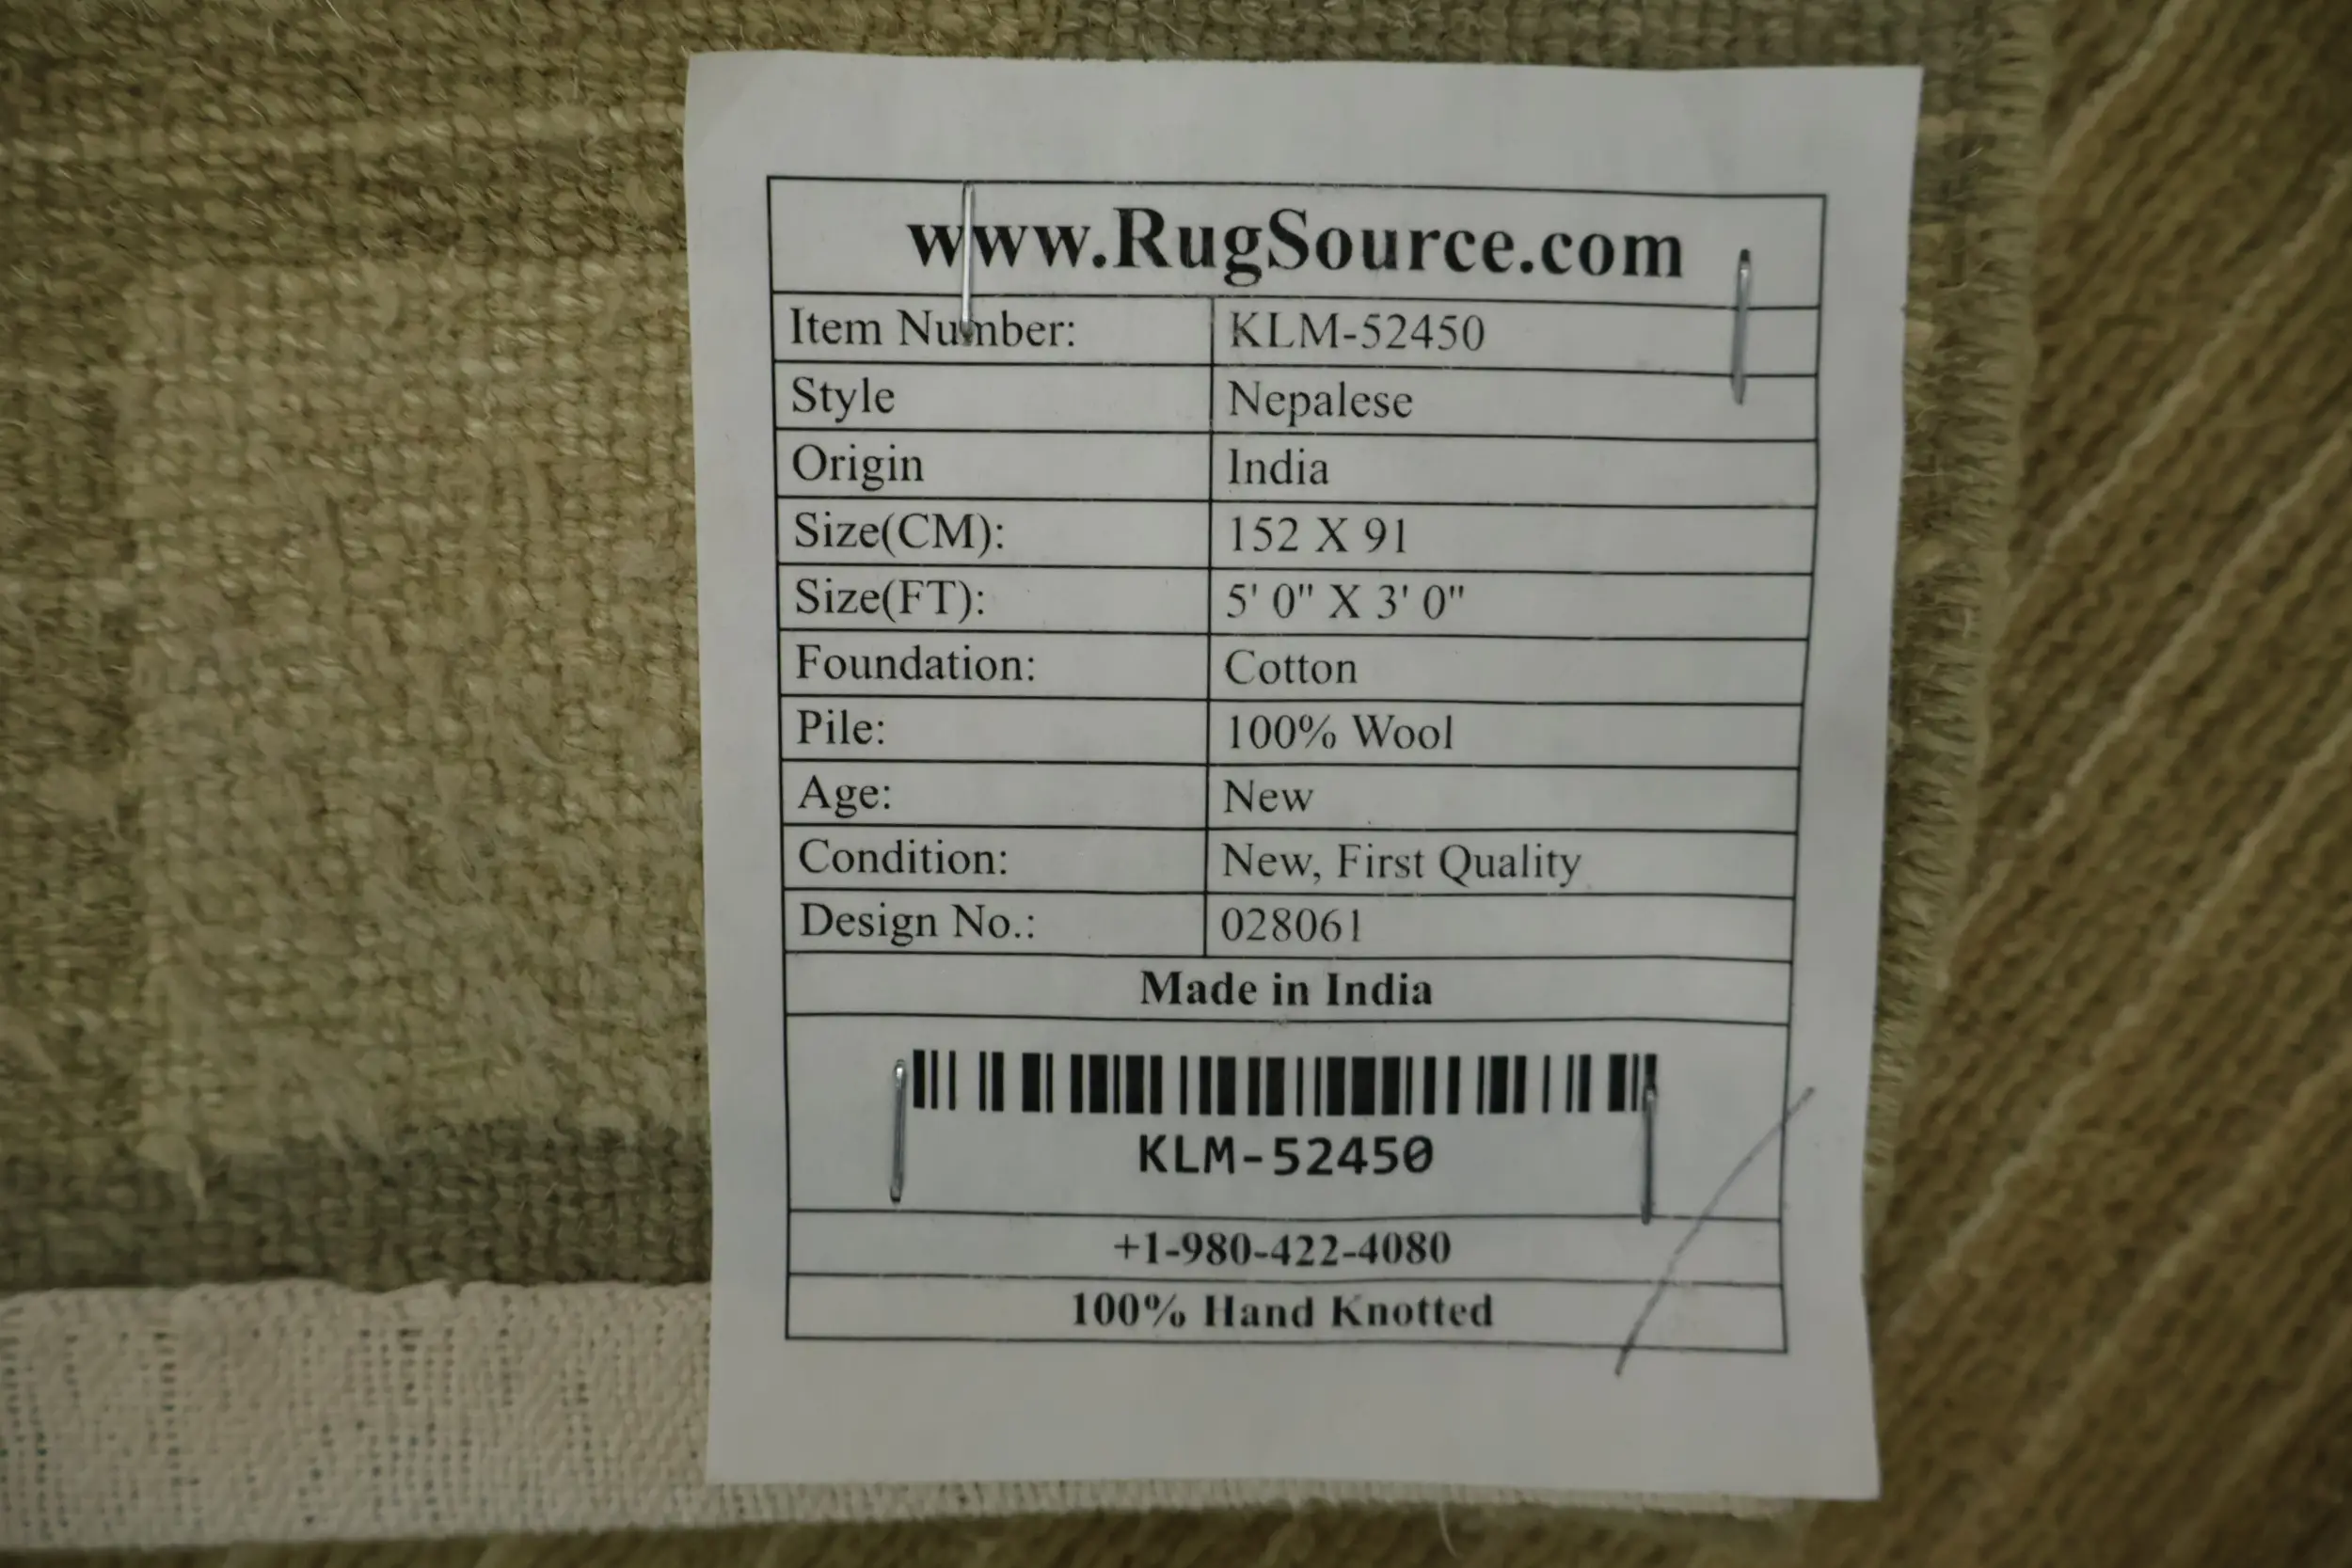 www.RugSource.com
Item Number: KLM-52450
Style Nepalese
Origin India
Size(CM): 152 X 91
Size(FT): 5' 0" X 3' 0"
Foundation: Cotton
Pile: 100% Wool
Age: New
Condition: New, First Quality
Design No.: 028061
Made in India
KLM-52450
+1-980-422-4080
100% Hand Knotted